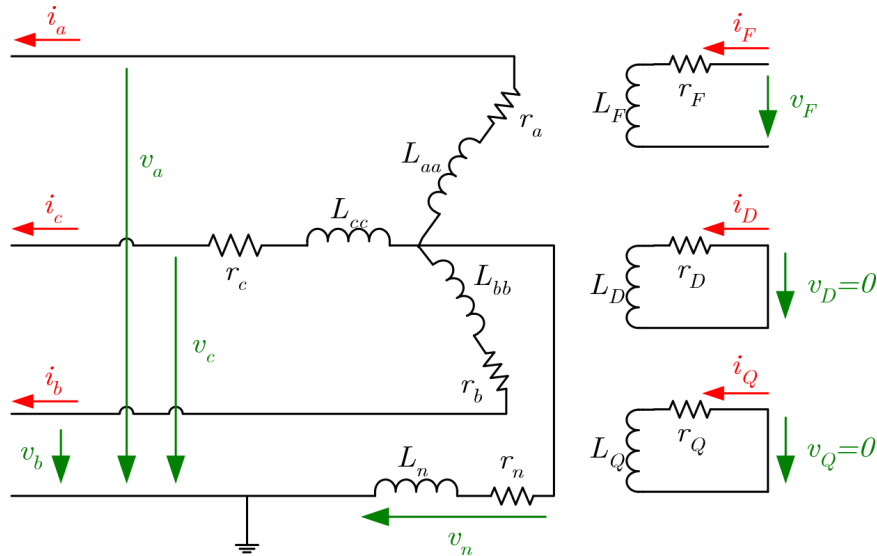 i_a
i_F
r_F
L_F
v_F
r_a
L_aa
v_a
i_c
L_cc
r_c
i_D
r_D
L_D
v_D=0
L_bb
v_c
i_b
r_b
i_Q
r_Q
L_Q
v_Q=0
v_b
L_n
r_n
v_n